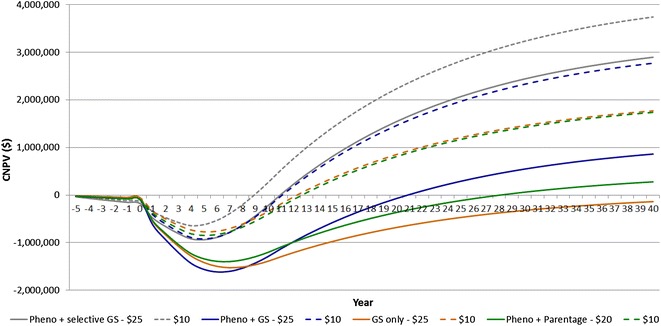 4,000,000
3,000,000
2,000,000
1,000,000
0
-1,000,000
-2,000,000
CNPV ($)
-5 -4 -3 -2 -1 0 1 2 3 4 5 6 7 8 9 10 11 12 13 14 15 16 17 18 19 20 21 22 23 24 25 26 27 28 29 30 31 32 33 34 35 36 37 38 39 40
Year
Pheno + selective GS - $25 $10 Pheno + GS - $25 $10 GS only - $25 $10 Pheno + Parentage - $20 $10